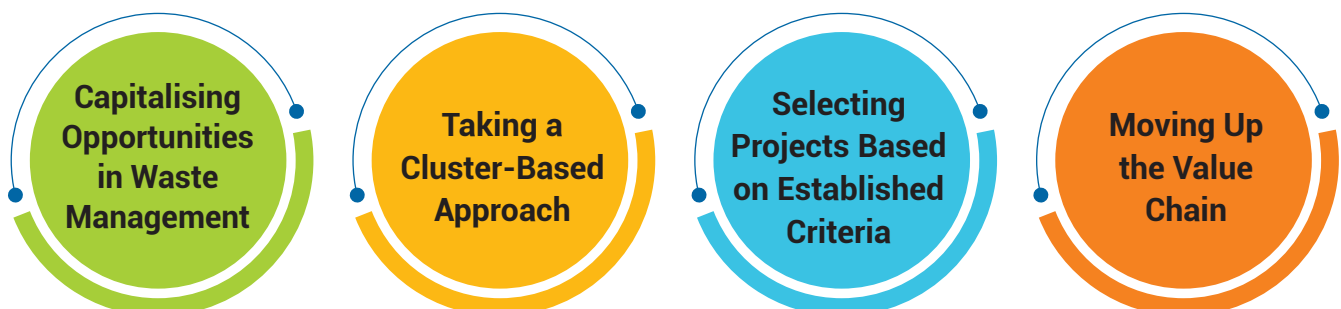 Capitalising
Opportunities
in Waste
Management
Taking a
Cluster-Based
Approach
Selecting
Projects Based
on Established
Criteria
Moving Up
the Value
Chain